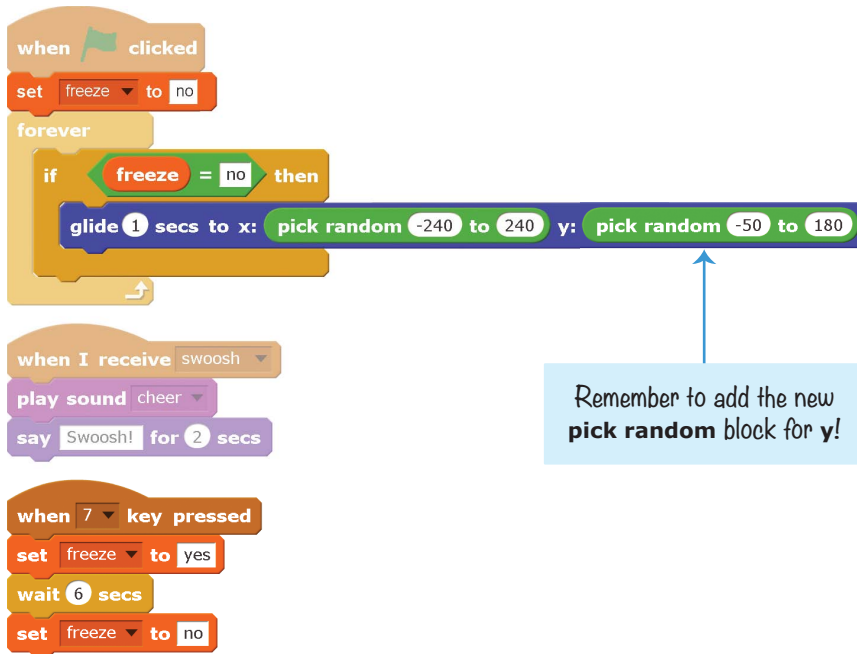 when clicked
set freeze to no
forever
if freeze = no then
glide 1 secs to x: pick random -240 to 240 y: pick random -50 to 180
when I receive swoosh
play sound cheer
say Swoosh! for 2 secs
Remember to add the new
pick random block for y!
when 7 key pressed
set freeze to yes
wait 6 secs
set freeze to no